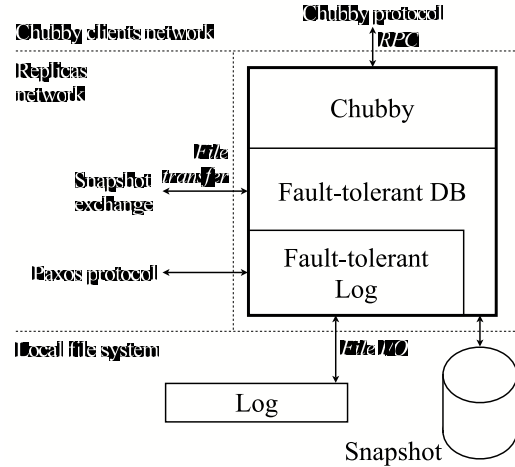 Chubby protocol
Chubby clients network
RPC
Replicas
network
Chubby
File
transfer
Snapshot
exchange
Fault-tolerant DB
Fault-tolerant
Log
Paxos protocol
Local file system
File I/O
Log
Snapshot